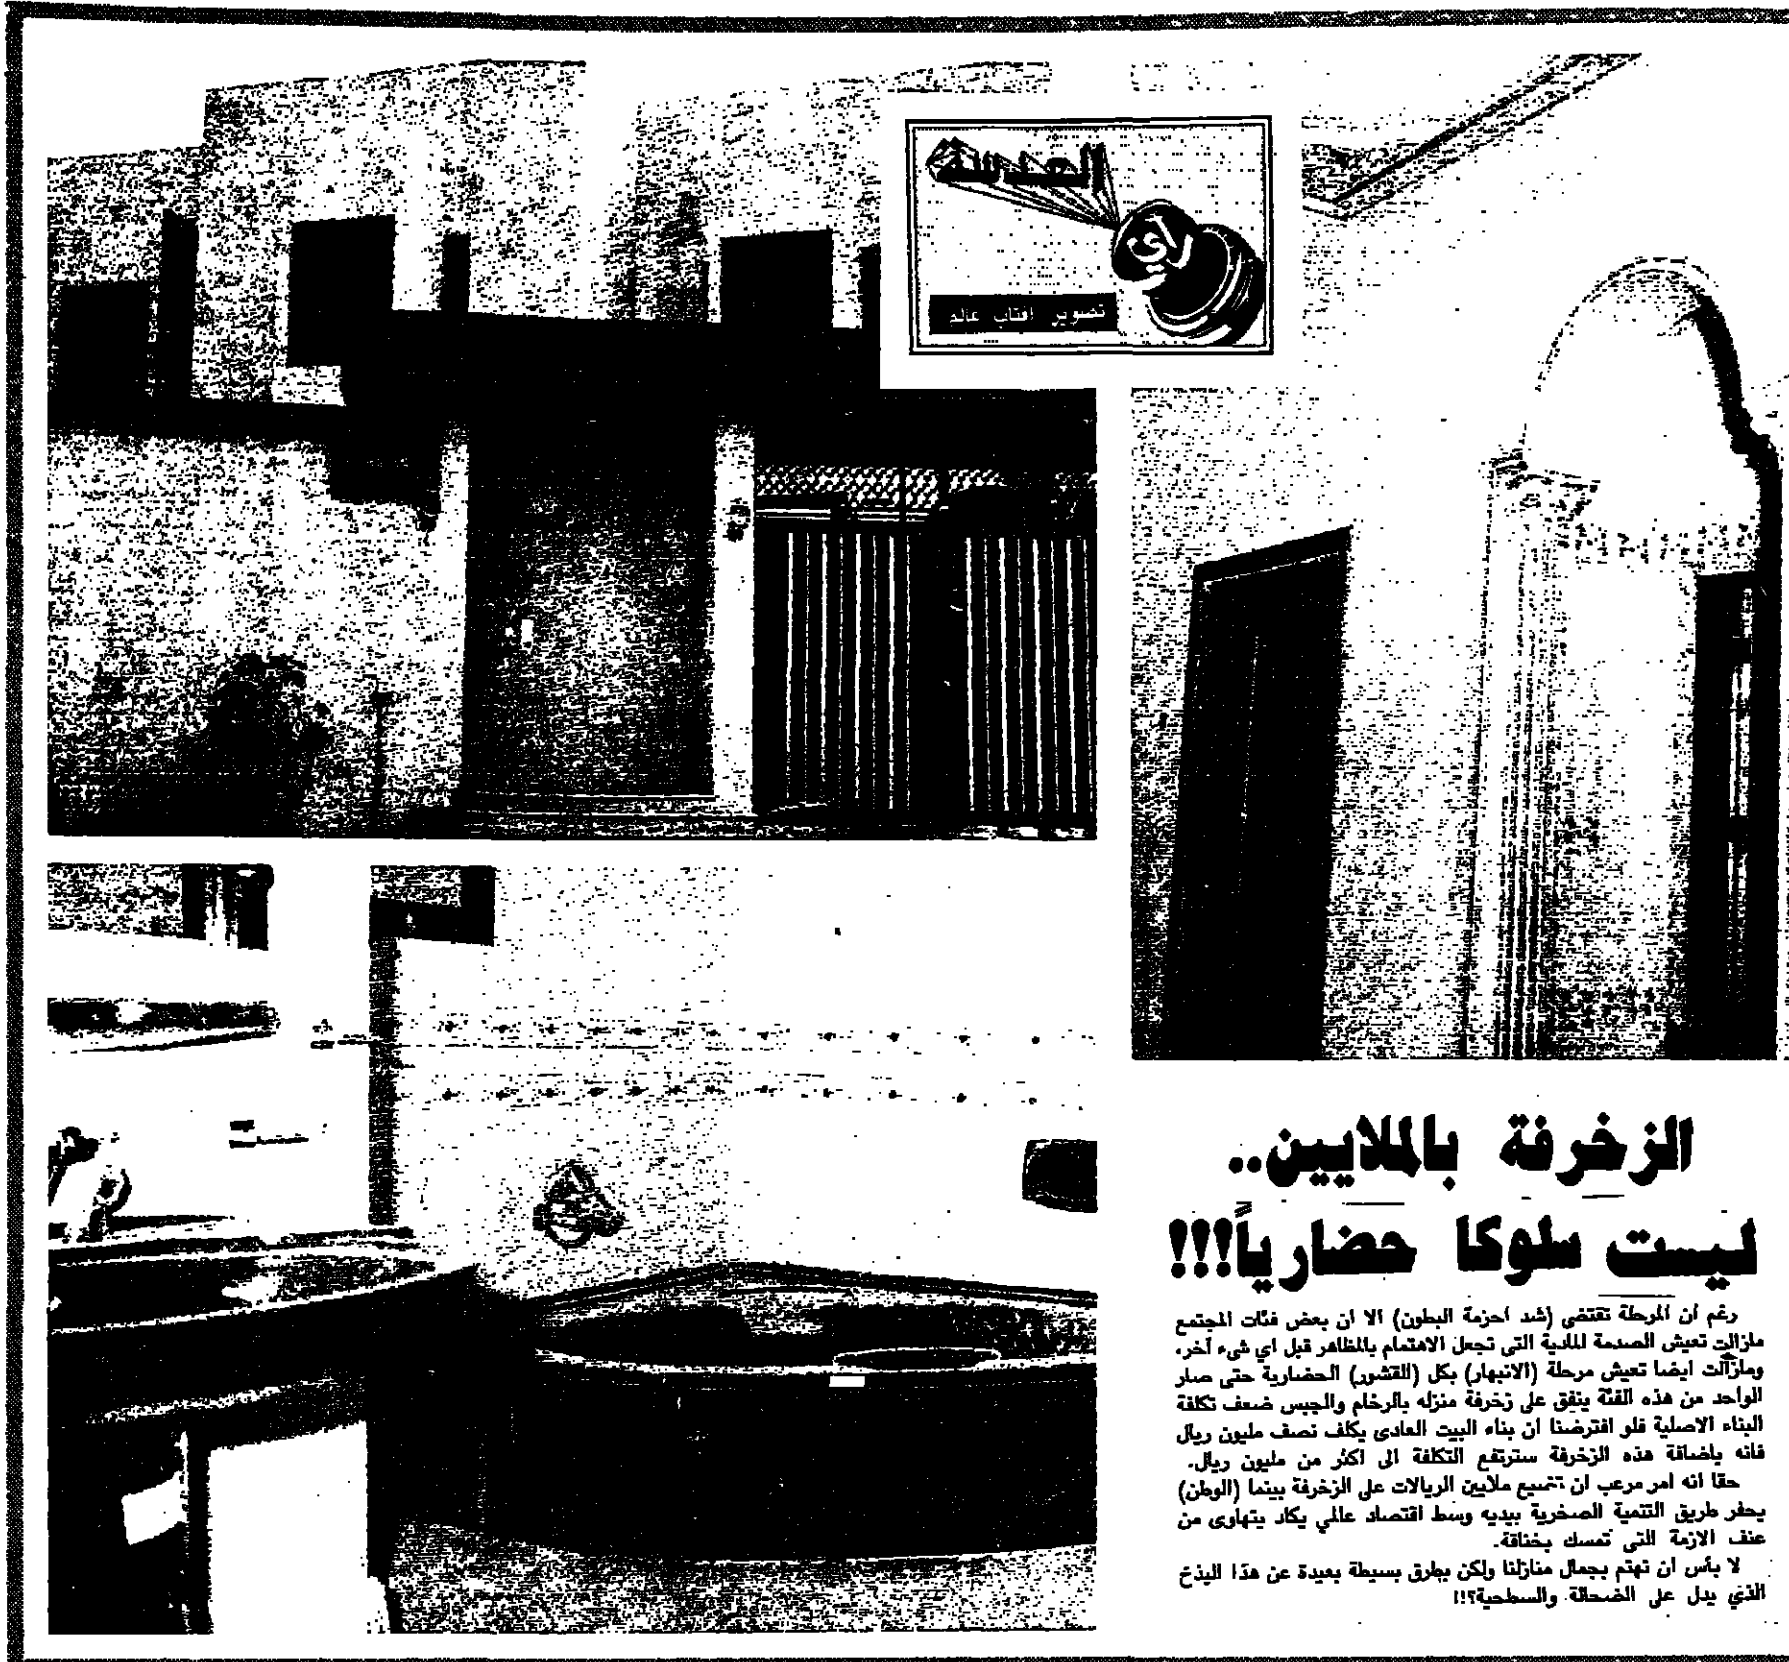 رأي
العدسة
تصوير افتاب عالم
الزخرفة بالملايين..
ليست سلوكا حضارياً!!!
رغم أن المرحلة تقتضي (شد أحزمة البطون) الا ان بعض فئات المجتمع
مازالت تعيش الصدمة المادية التي تجعل الاهتمام بالمظاهر قبل اي شيء آخر.
ومازالت ايضا تعيش مرحلة (الانبهار) بكل (القشور) الحضارية حتى صار
الواحد من هذه الفئة ينفق على زخرفة منزله بالرخام والجبس ضعف تكلفة
البناء الاصلية فلو افترضنا ان بناء البيت العادى يكلف نصف مليون ريال
فانه باضافة هذه الزخرفة سترتفع التكلفة الى اكثر من مليون ريال.
حقا انه امر مرعب ان تضيع ملايين الريالات على الزخرفة بينما (الوطن)
يحفر طريق التنمية الصخرية بيديه وسط اقتصاد عالمي يكاد يتهاوى من
عنف الازمة التى تمسك بخناقة.
لا بأس ان نهتم بجمال منازلنا ولكن بطرق بسيطة بعيدة عن هذا البذخ
الذي يدل على الضحالة والسطحية؟!!